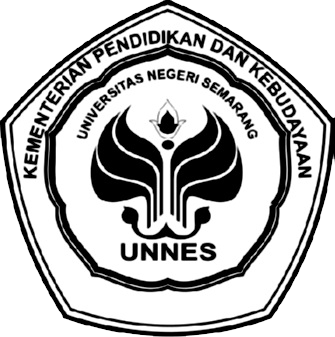 KEMENTERIAN PENDIDIKAN DAN KEBUDAYAAN
UNIVERSITAS NEGERI SEMARANG
UNNES